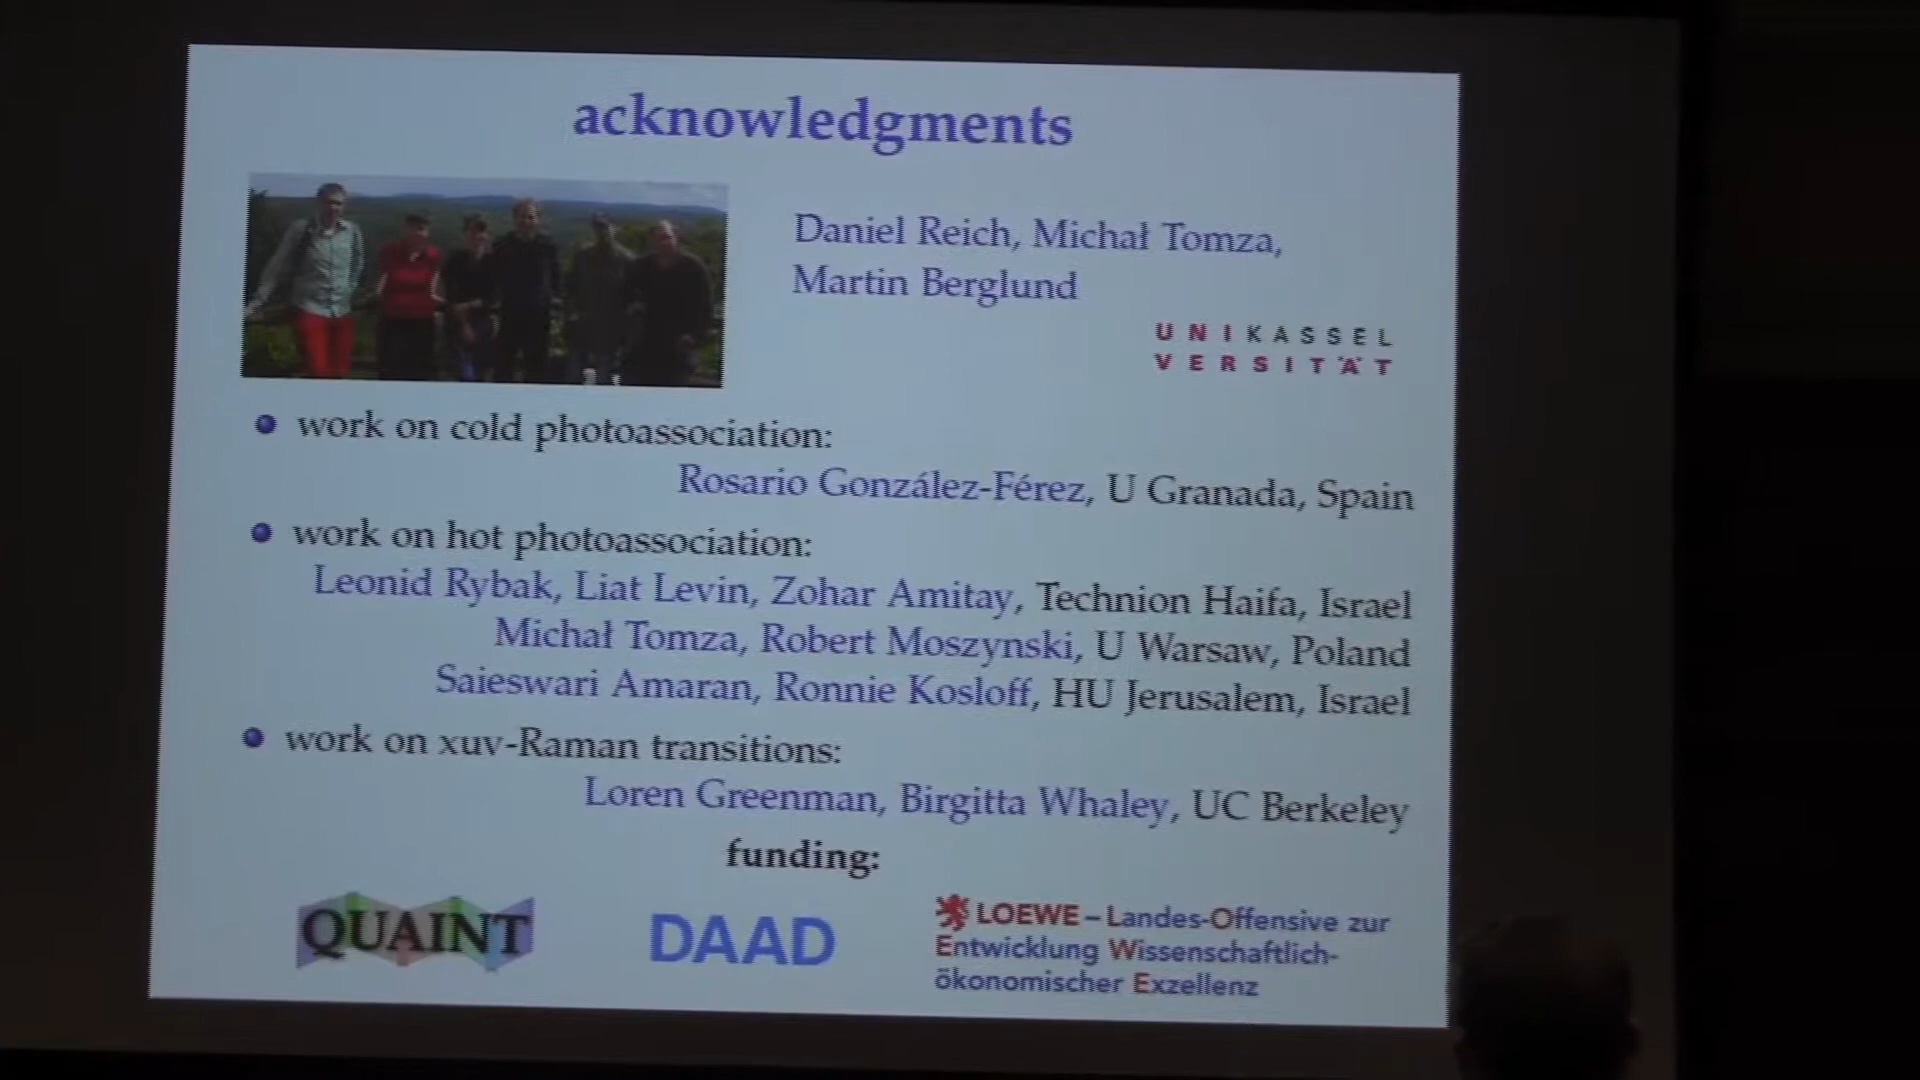 acknowledgments
Daniel Reich, Michał Tomza,
Martin Berglund
UNIKASSEL
VERSITÄT
work on cold photoassociation:
Rosario González-Férez, U Granada, Spain
work on hot photoassociation:
Leonid Rybak, Liat Levin, Zohar Amitay, Technion Haifa, Israel
Michał Tomza, Robert Moszynski, U Warsaw, Poland
Saieswari Amaran, Ronnie Kosloff, HU Jerusalem, Israel
work on xuv-Raman transitions:
Loren Greenman, Birgitta Whaley, UC Berkeley
funding:
QUAINT
DAAD
LOEWE – Landes-Offensive zur
Entwicklung Wissenschaftlich-
ökonomischer Exzellenz